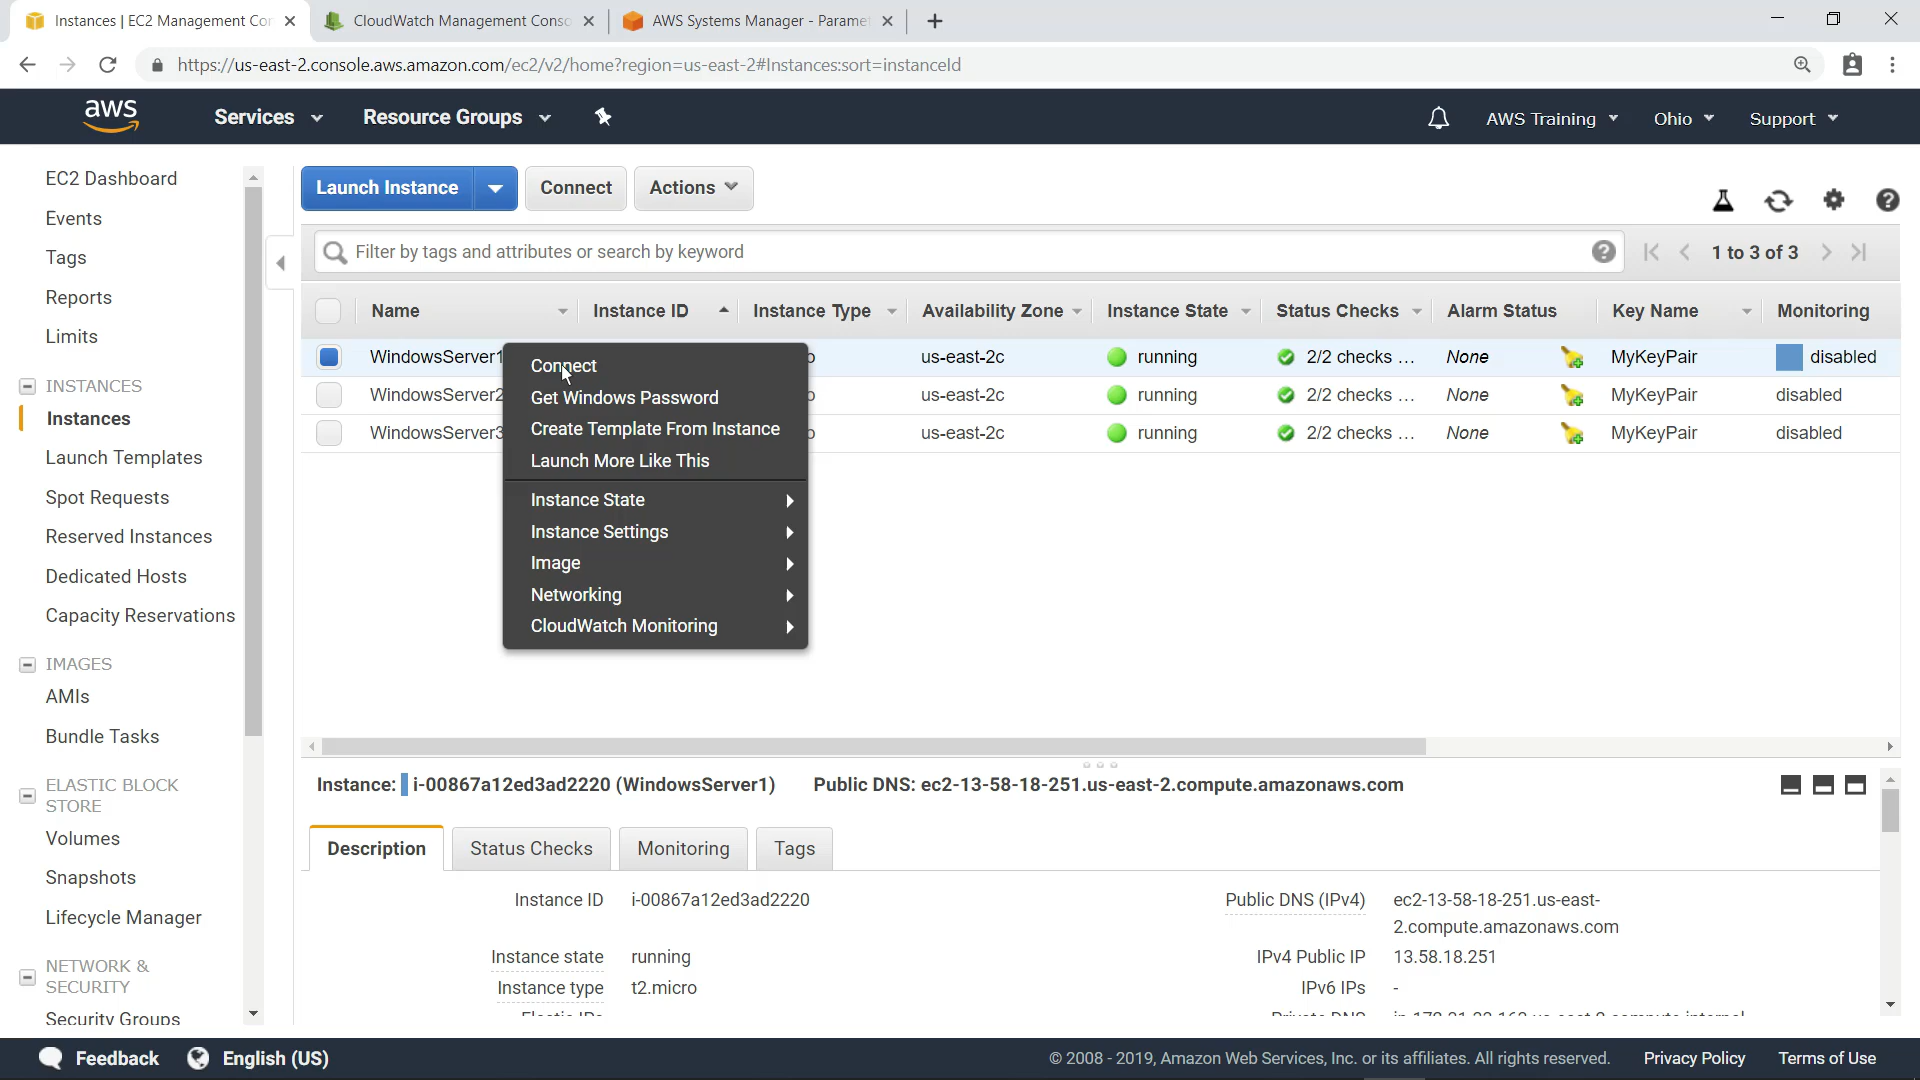 Instances | EC2 Management Con
CloudWatch Management Conso
AWS Systems Manager - Parame
https://us-east-2.console.aws.amazon.com/ec2/v2/home?region=us-east-2#Instances:sort=instanceId
aws
Services
Resource Groups
AWS Training
Ohio
Support
EC2 Dashboard
Events
Tags
Reports
Limits
INSTANCES
Instances
Launch Templates
Spot Requests
Reserved Instances
Dedicated Hosts
Capacity Reservations
IMAGES
AMIs
Bundle Tasks
ELASTIC BLOCK
STORE
Volumes
Snapshots
Lifecycle Manager
NETWORK &
SECURITY
Security Groups
Launch Instance
Connect
Actions
Filter by tags and attributes or search by keyword
1 to 3 of 3
Name Instance ID Instance Type Availability Zone Instance State Status Checks Alarm Status Key Name Monitoring
WindowsServer1 us-east-2c running 2/2 checks ... None MyKeyPair disabled
WindowsServer2 us-east-2c running 2/2 checks ... None MyKeyPair disabled
WindowsServer3 us-east-2c running 2/2 checks ... None MyKeyPair disabled
Connect
Get Windows Password
Create Template From Instance
Launch More Like This
Instance State
Instance Settings
Image
Networking
CloudWatch Monitoring
Instance: i-00867a12ed3ad2220 (WindowsServer1) Public DNS: ec2-13-58-18-251.us-east-2.compute.amazonaws.com
Description
Status Checks
Monitoring
Tags
Instance ID i-00867a12ed3ad2220
Public DNS (IPv4) ec2-13-58-18-251.us-east-
2.compute.amazonaws.com
Instance state running
IPv4 Public IP 13.58.18.251
Instance type t2.micro
IPv6 IPs -
Feedback
English (US)
© 2008 - 2019, Amazon Web Services, Inc. or its affiliates. All rights reserved.
Privacy Policy
Terms of Use